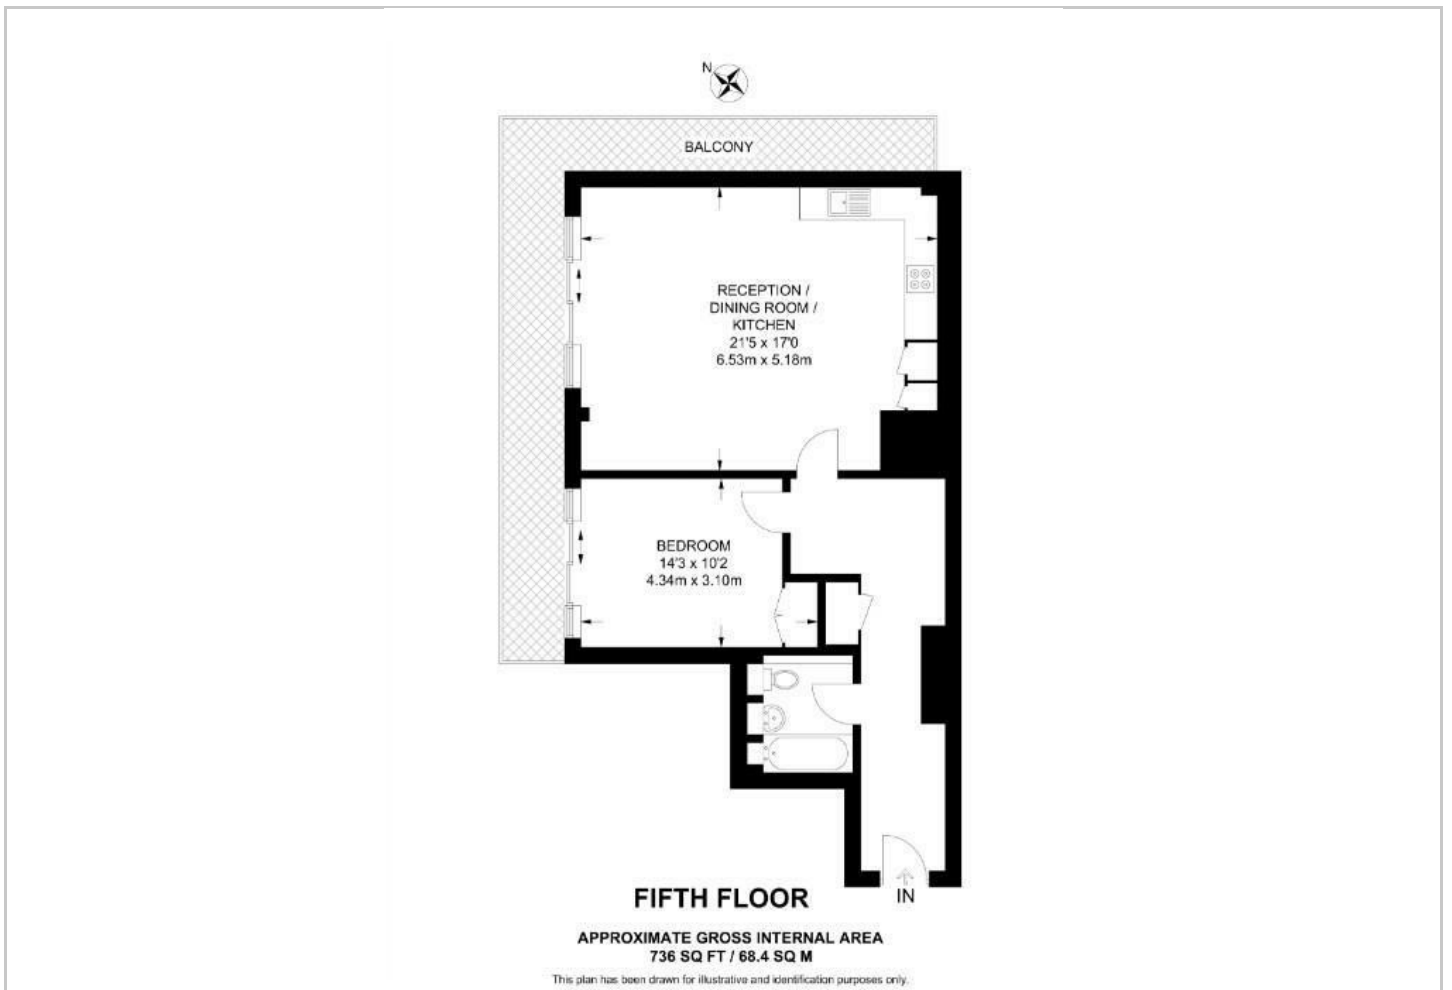 N
BALCONY
RECEPTION /
DINING ROOM /
KITCHEN
21'5 x 17'0
6.53m x 5.18m
BEDROOM
14'3 x 10'2
4.34m x 3.10m
IN
FIFTH FLOOR
APPROXIMATE GROSS INTERNAL AREA
736 SQ FT / 68.4 SQ M
This plan has been drawn for illustrative and identification purposes only.